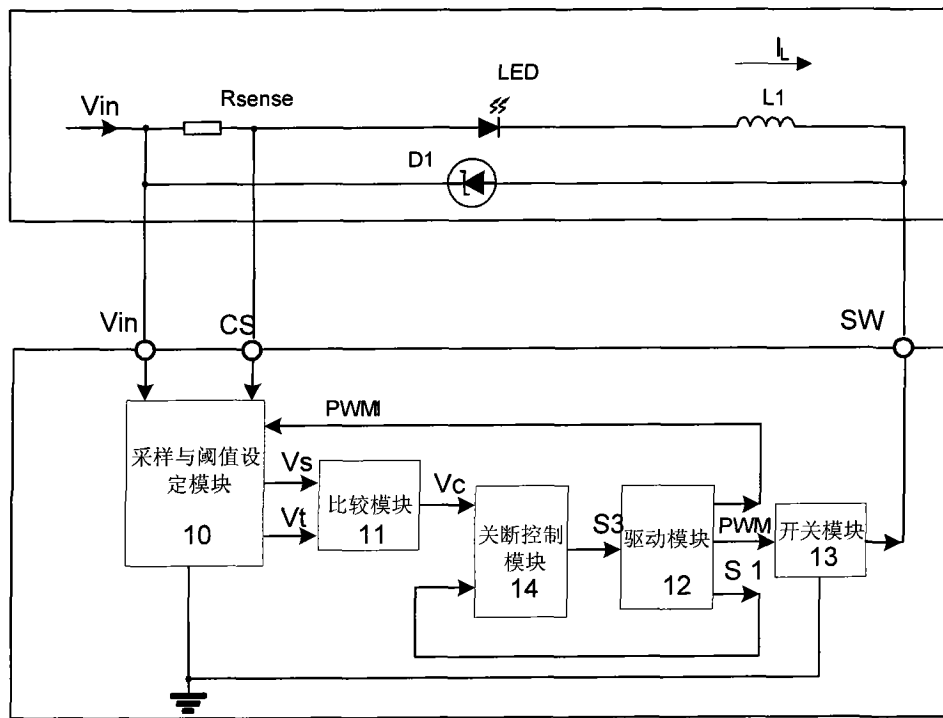 I_L
LED
L1
Vin
Rsense
D1
Vin
CS
SW
PWMI
采样与阈值设
定模块
10
Vs
Vt
比较模块
11
Vc
关断控制
模块
14
S3
驱动模块
12
PWM
S 1
开关模块
13